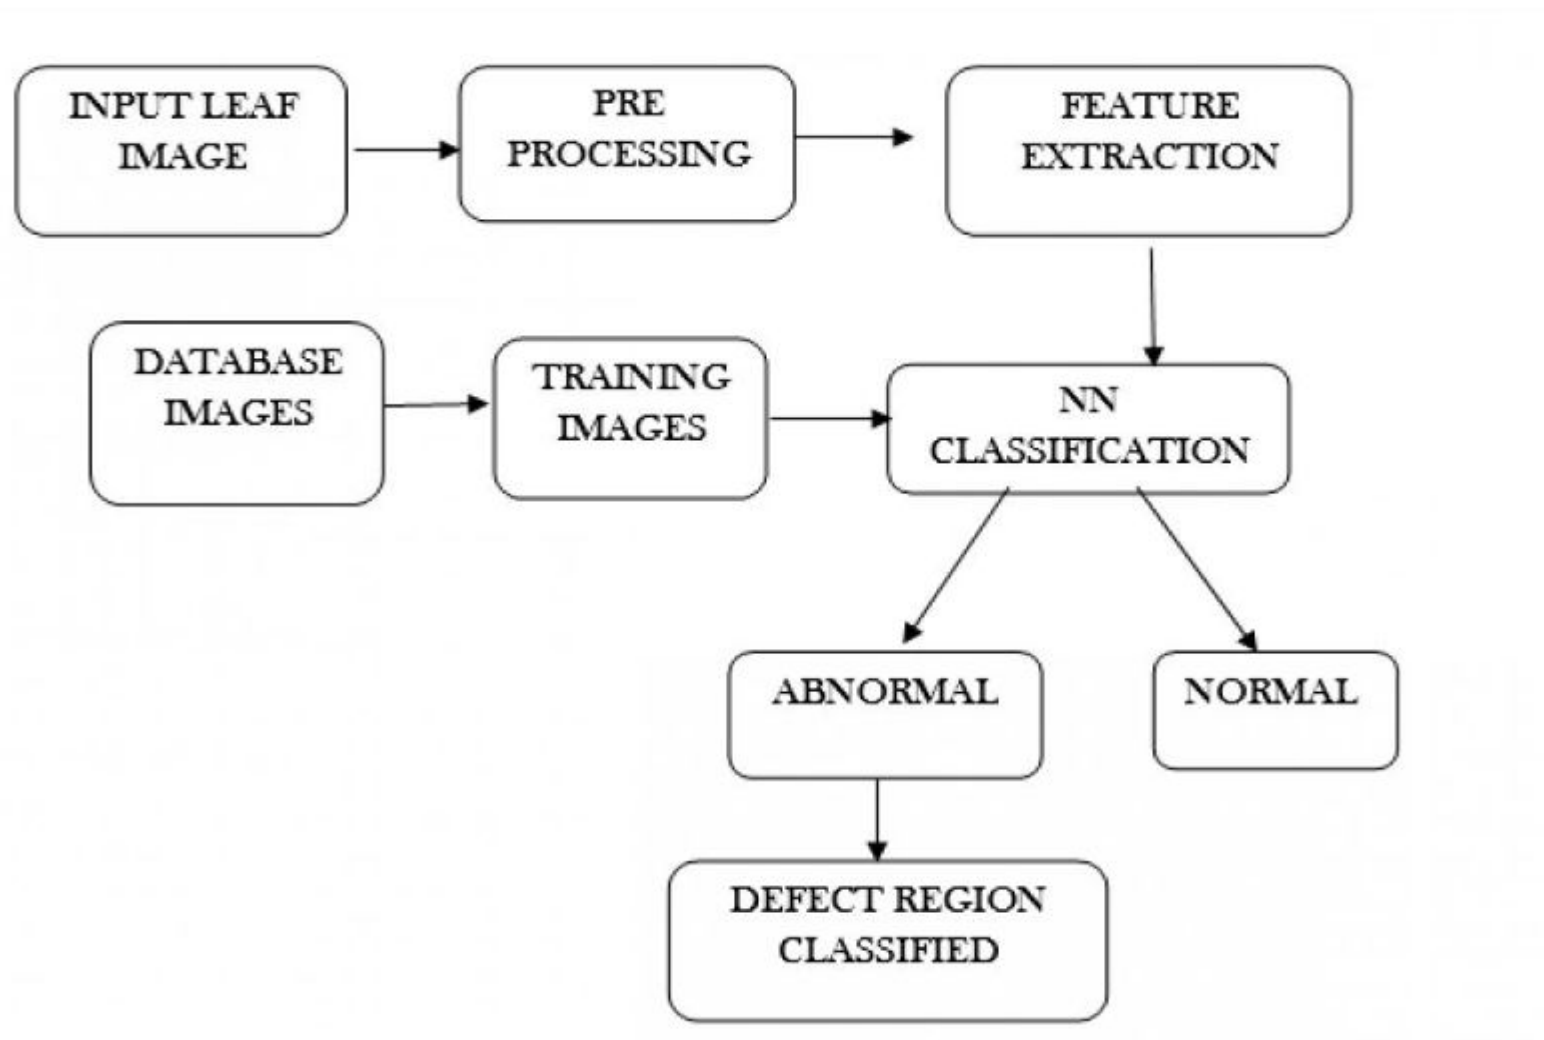 INPUT LEAF
IMAGE
PRE
PROCESSING
FEATURE
EXTRACTION
DATABASE
IMAGES
TRAINING
IMAGES
NN
CLASSIFICATION
ABNORMAL
NORMAL
DEFECT REGION
CLASSIFIED